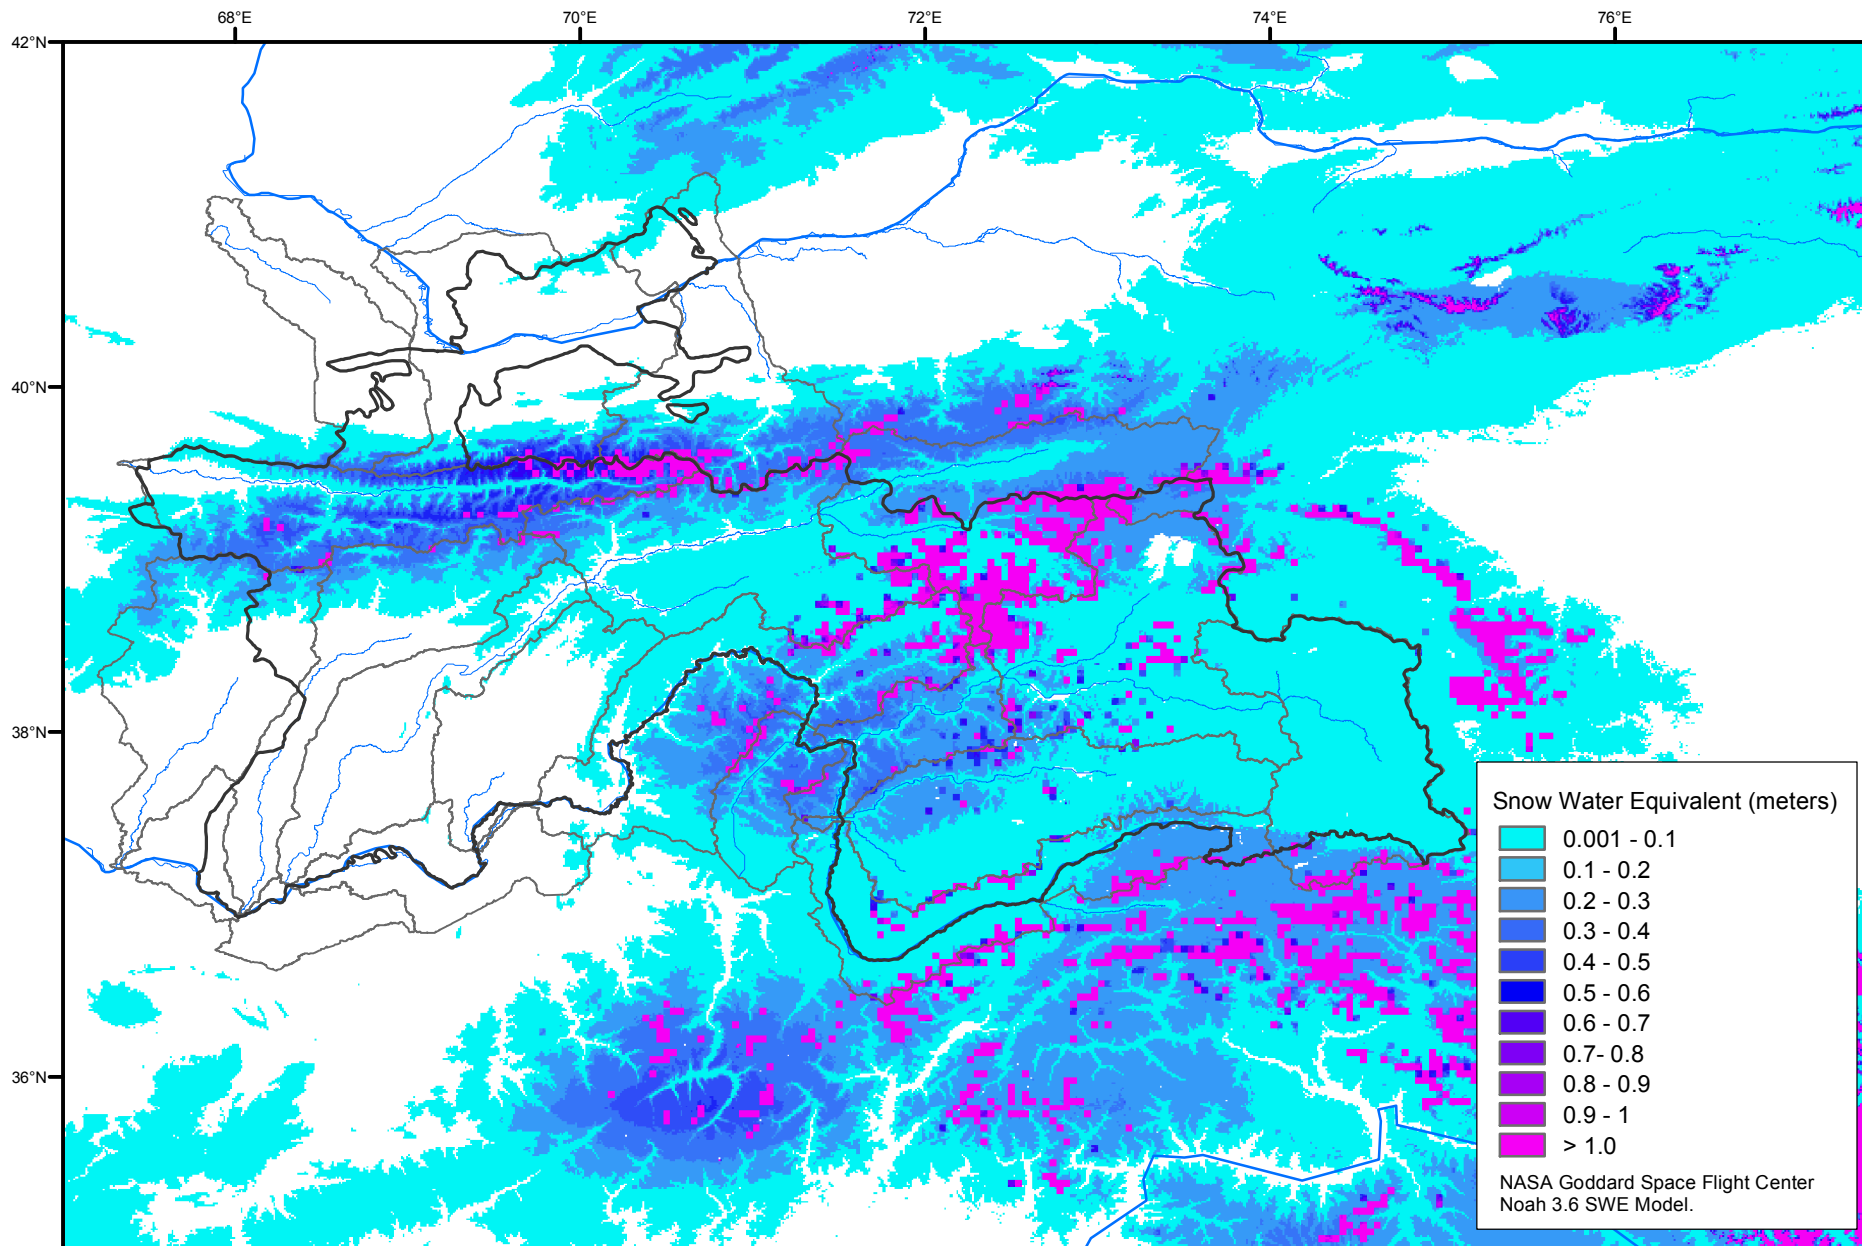 68°E 70°E 72°E 74°E 76°E
42°N
40°N
38°N
36°N
Snow Water Equivalent (meters)
0.001 - 0.1
0.1 - 0.2
0.2 - 0.3
0.3 - 0.4
0.4 - 0.5
0.5 - 0.6
0.6 - 0.7
0.7- 0.8
0.8 - 0.9
0.9 - 1
> 1.0
NASA Goddard Space Flight Center
Noah 3.6 SWE Model.